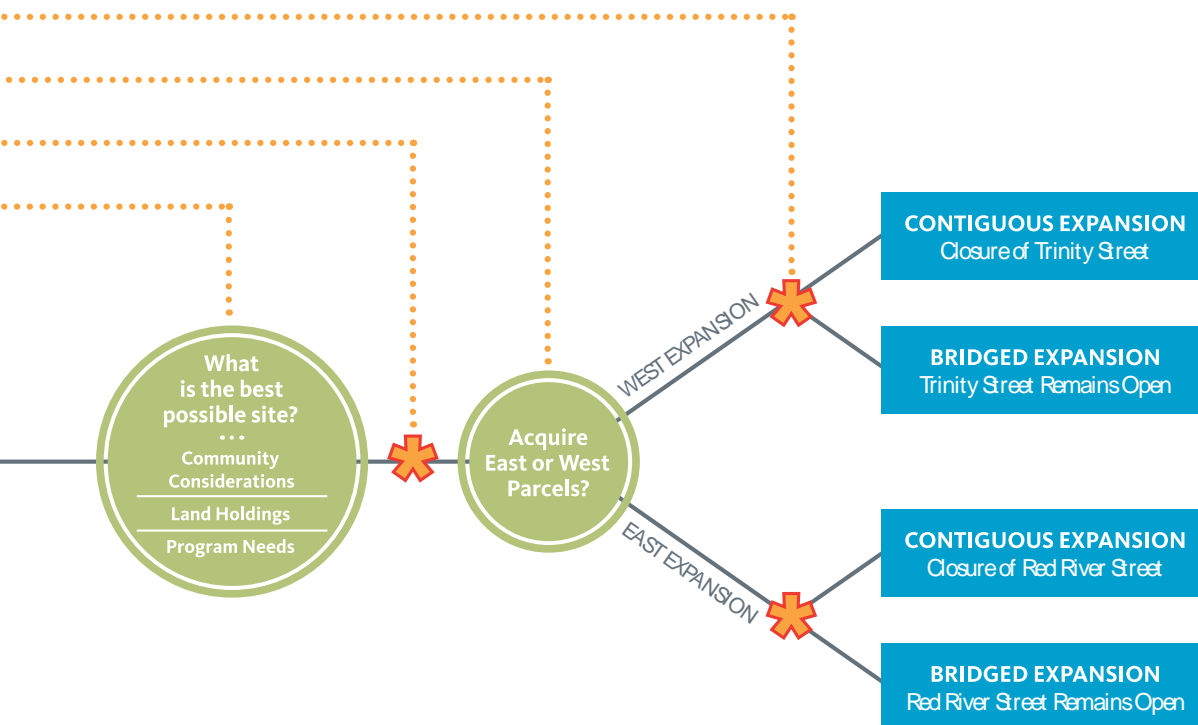 What
is the best
possible site?
...
Community
Considerations
Land Holdings
Program Needs
Acquire
East or West
Parcels?
WEST EXPANSION
EAST EXPANSION
CONTIGUOUS EXPANSION
Closure of Trinity Street
BRIDGED EXPANSION
Trinity Street Remains Open
CONTIGUOUS EXPANSION
Closure of Red River Street
BRIDGED EXPANSION
Red River Street Remains Open